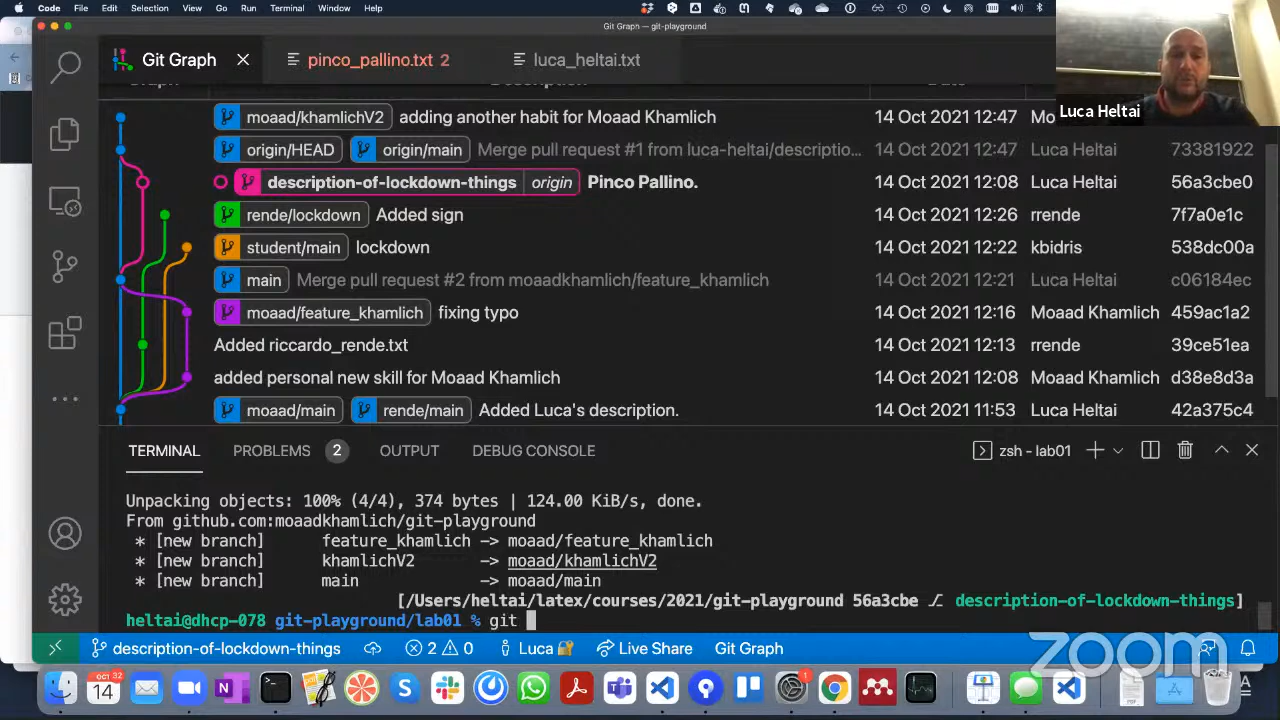 Code File Edit Selection View Go Run Terminal Window Help
Git Graph — git-playground
Git Graph pinco_pallino.txt 2 luca_heltai.txt
moaad/khamlichV2 adding another habit for Moaad Khamlich 14 Oct 2021 12:47 Mo
Luca Heltai
origin/HEAD origin/main Merge pull request #1 from luca-heltai/descriptio... 14 Oct 2021 12:47 Luca Heltai 73381922
description-of-lockdown-things origin Pinco Pallino. 14 Oct 2021 12:08 Luca Heltai 56a3cbe0
rende/lockdown Added sign 14 Oct 2021 12:26 rrende 7f7a0e1c
student/main lockdown 14 Oct 2021 12:22 kbidris 538dc00a
main Merge pull request #2 from moaadkhamlich/feature_khamlich 14 Oct 2021 12:21 Luca Heltai c06184ec
moaad/feature_khamlich fixing typo 14 Oct 2021 12:16 Moaad Khamlich 459ac1a2
Added riccardo_rende.txt 14 Oct 2021 12:13 rrende 39ce51ea
added personal new skill for Moaad Khamlich 14 Oct 2021 12:08 Moaad Khamlich d38e8d3a
moaad/main rende/main Added Luca's description. 14 Oct 2021 11:53 Luca Heltai 42a375c4
TERMINAL PROBLEMS 2 OUTPUT DEBUG CONSOLE zsh - lab01
Unpacking objects: 100% (4/4), 374 bytes | 124.00 KiB/s, done.
From github.com:moaadkhamlich/git-playground
* [new branch] feature_khamlich -> moaad/feature_khamlich
* [new branch] khamlichV2 -> moaad/khamlichV2
* [new branch] main -> moaad/main
[/Users/heltai/latex/courses/2021/git-playground 56a3cbe description-of-lockdown-things]
heltai@dhcp-078 git-playground/lab01 % git
description-of-lockdown-things 2 0 Luca Live Share Git Graph
zoom
OCT 32
14
1